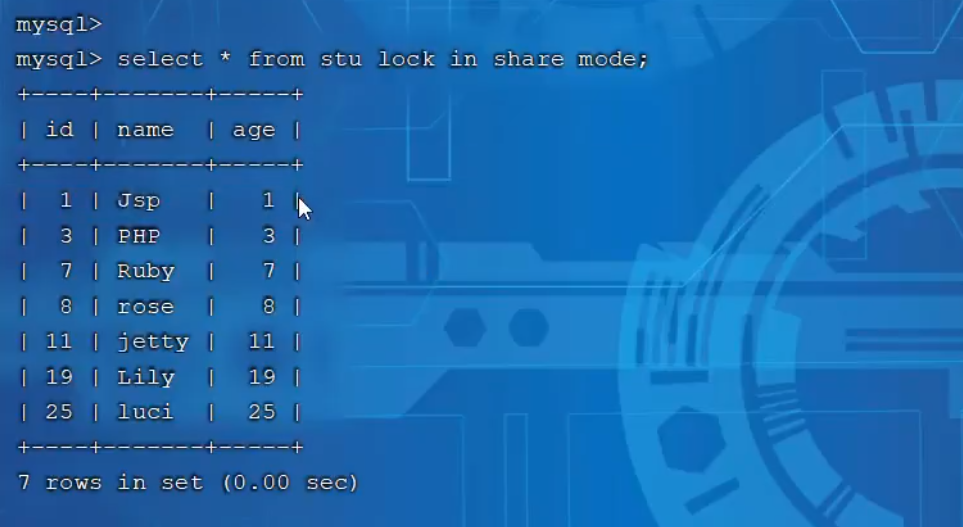 mysql>
mysql> select * from stu lock in share mode;
+----+-------+-----+
| id | name  | age |
+----+-------+-----+
|  1 | Jsp   |   1 |
|  3 | PHP   |   3 |
|  7 | Ruby  |   7 |
|  8 | rose  |   8 |
| 11 | jetty |  11 |
| 19 | Lily  |  19 |
| 25 | luci  |  25 |
+----+-------+-----+
7 rows in set (0.00 sec)